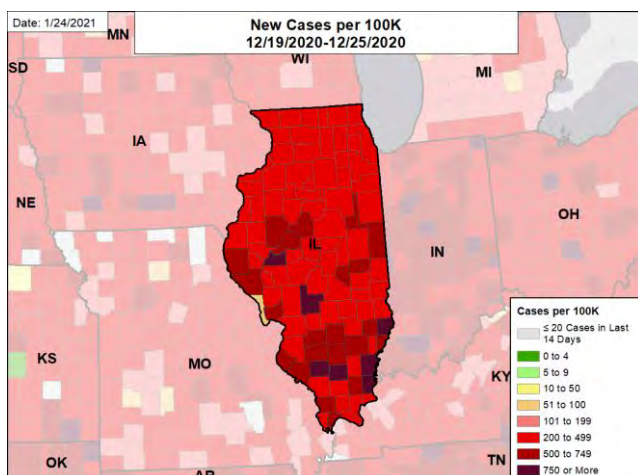 Date: 1/24/2021
New Cases per 100K
12/19/2020-12/25/2020
MN
SD
WI
MI
IA
NE
IL
IN
OH
KS
MO
KY
OK
AR
TN
Cases per 100K
≤ 20 Cases in Last
14 Days
0 to 4
5 to 9
10 to 50
51 to 100
101 to 199
200 to 499
500 to 749
750 or More